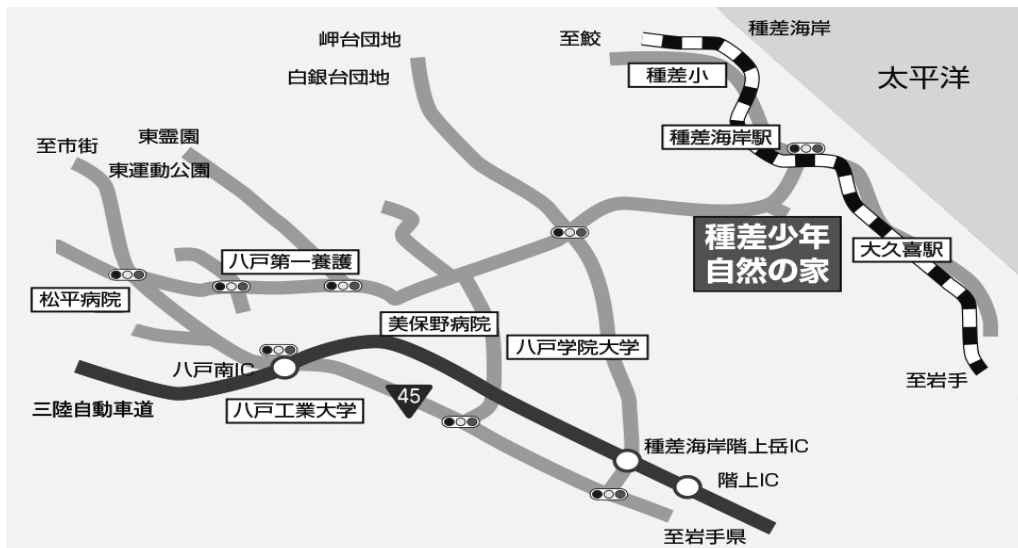 岬台団地
白銀台団地
至鮫
種差海岸
太平洋
種差小
種差海岸駅
至市街
東霊園
東運動公園
八戸第一養護
松平病院
種差少年
自然の家
大久喜駅
美保野病院
八戸学院大学
八戸南IC
三陸自動車道
八戸工業大学
45
至岩手
種差海岸階上岳IC
階上IC
至岩手県